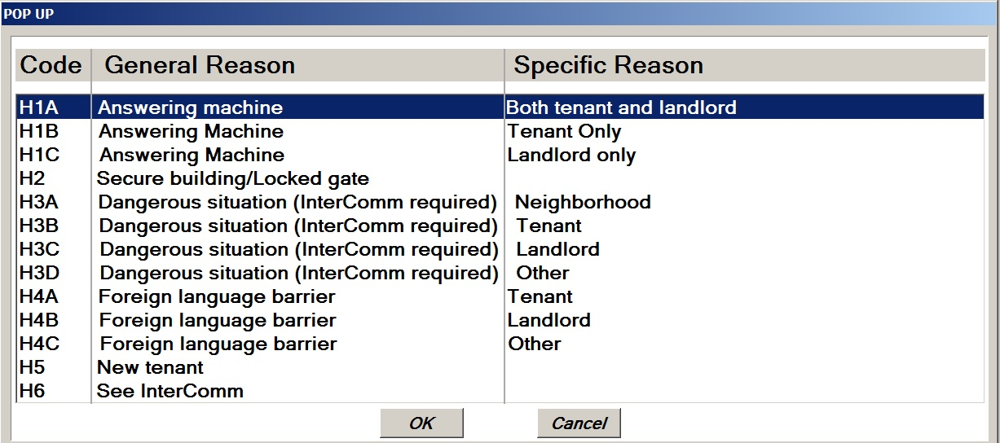 POP UP
Code General Reason Specific Reason
H1A Answering machine Both tenant and landlord
H1B Answering Machine Tenant Only
H1C Answering Machine Landlord only
H2 Secure building/Locked gate
H3A Dangerous situation (InterComm required) Neighborhood
H3B Dangerous situation (InterComm required) Tenant
H3C Dangerous situation (InterComm required) Landlord
H3D Dangerous situation (InterComm required) Other
H4A Foreign language barrier Tenant
H4B Foreign language barrier Landlord
H4C Foreign language barrier Other
H5 New tenant
H6 See InterComm
OK Cancel